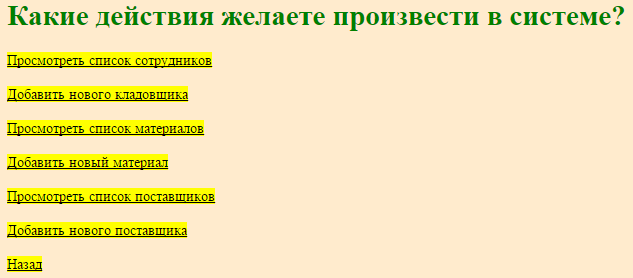 Какие действия желаете произвести в системе?
Просмотреть список сотрудников
Добавить нового кладовщика
Просмотреть список материалов
Добавить новый материал
Просмотреть список поставщиков
Добавить нового поставщика
Назад